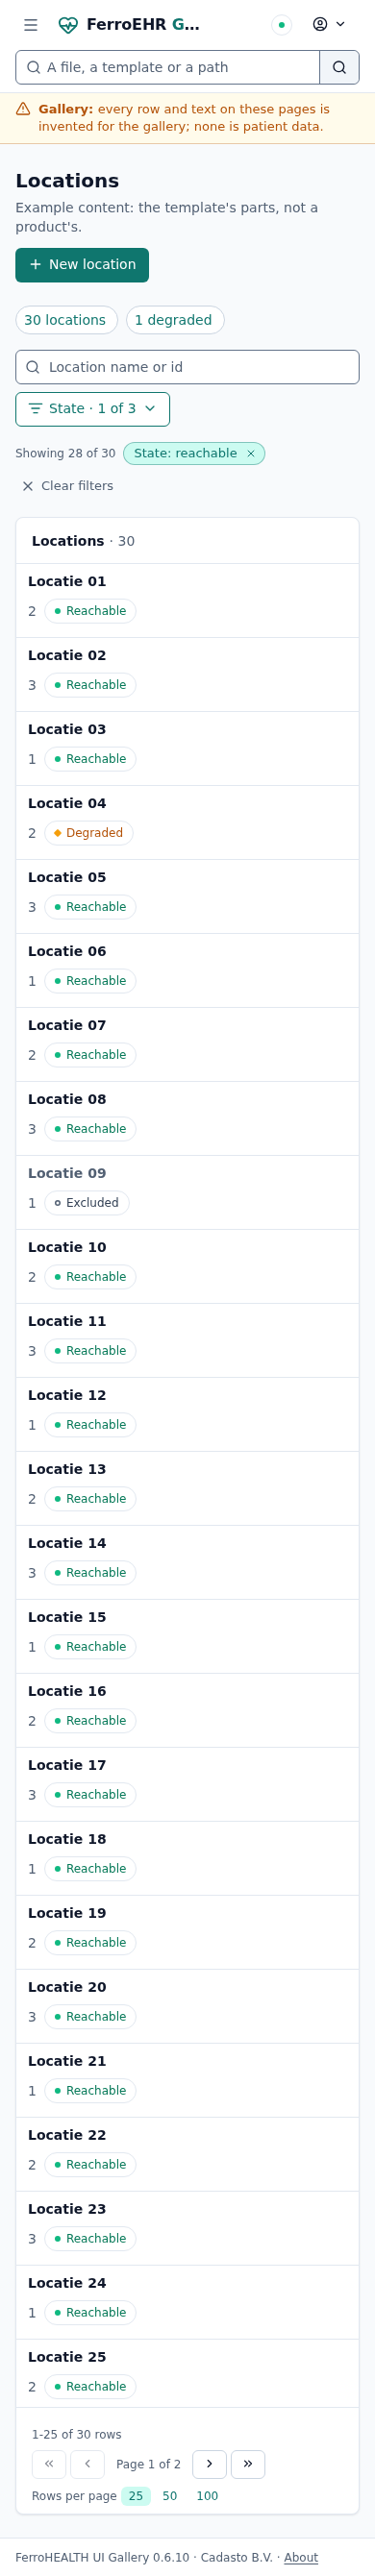 FerroEHR G...
A file, a template or a path
Gallery: every row and text on these pages is
invented for the gallery; none is patient data.
Locations
Example content: the template's parts, not a
product's.
New location
30 locations
1 degraded
Location name or id
State · 1 of 3
Showing 28 of 30
State: reachable
Clear filters
Locations · 30
Locatie 01
2 Reachable
Locatie 02
3 Reachable
Locatie 03
1 Reachable
Locatie 04
2 Degraded
Locatie 05
3 Reachable
Locatie 06
1 Reachable
Locatie 07
2 Reachable
Locatie 08
3 Reachable
Locatie 09
1 Excluded
Locatie 10
2 Reachable
Locatie 11
3 Reachable
Locatie 12
1 Reachable
Locatie 13
2 Reachable
Locatie 14
3 Reachable
Locatie 15
1 Reachable
Locatie 16
2 Reachable
Locatie 17
3 Reachable
Locatie 18
1 Reachable
Locatie 19
2 Reachable
Locatie 20
3 Reachable
Locatie 21
1 Reachable
Locatie 22
2 Reachable
Locatie 23
3 Reachable
Locatie 24
1 Reachable
Locatie 25
2 Reachable
1-25 of 30 rows
Page 1 of 2
Rows per page 25 50 100
FerroHEALTH UI Gallery 0.6.10 · Cadasto B.V. · About